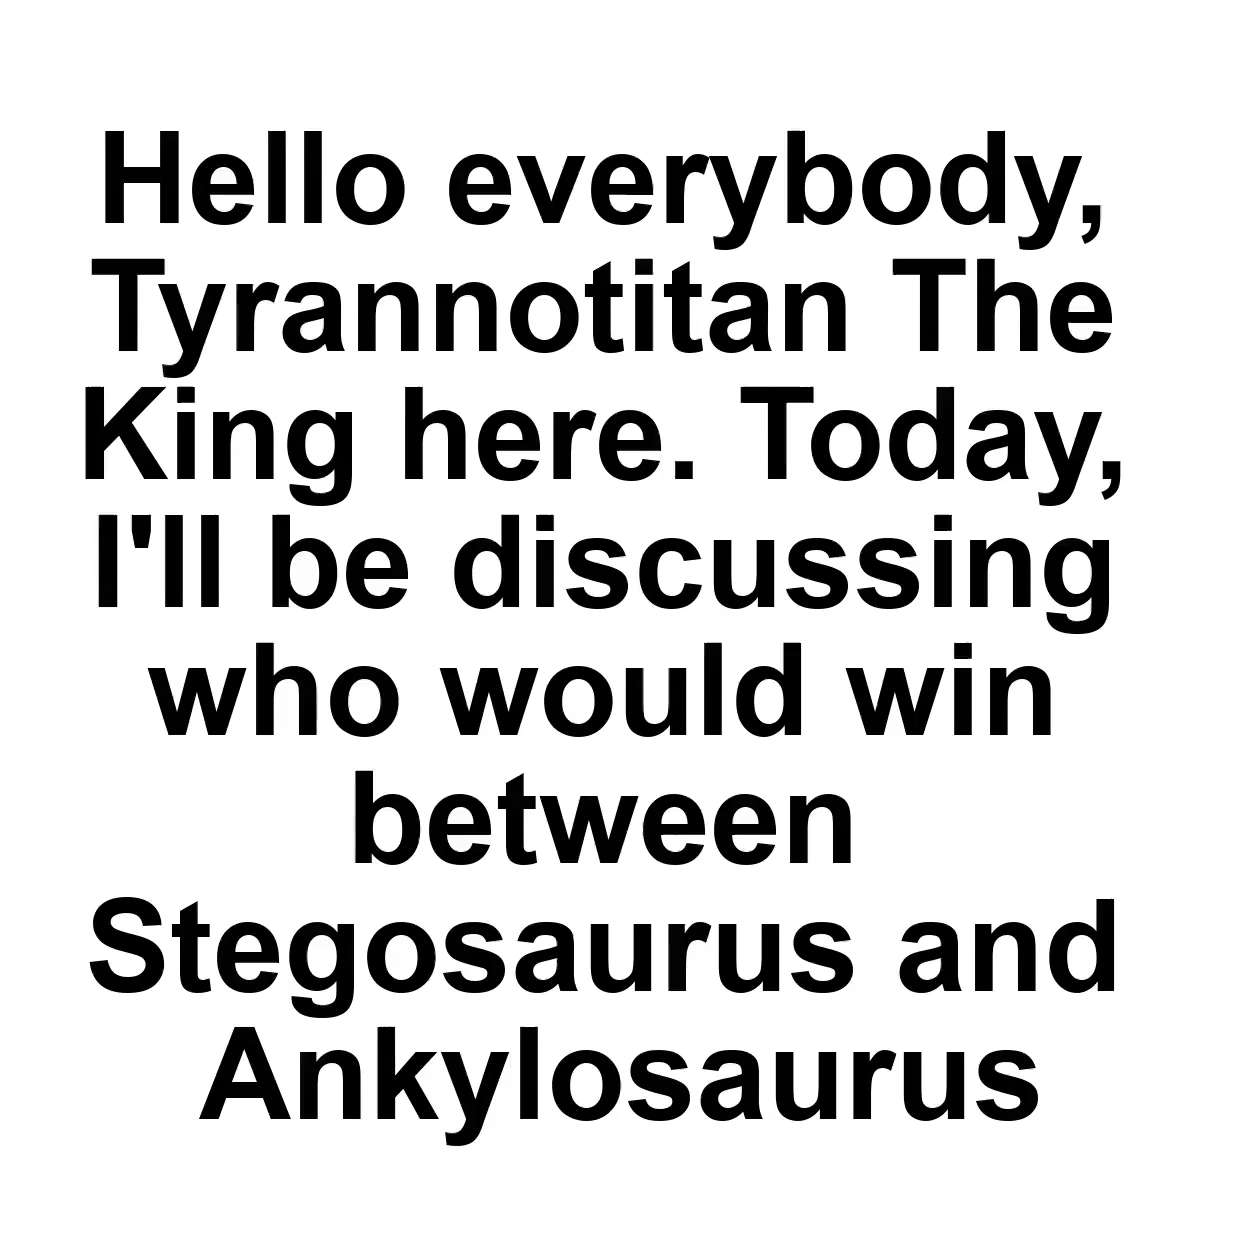 Hello everybody,
Tyrannotitan The
King here. Today,
I'll be discussing
who would win
between
Stegosaurus and
Ankylosaurus